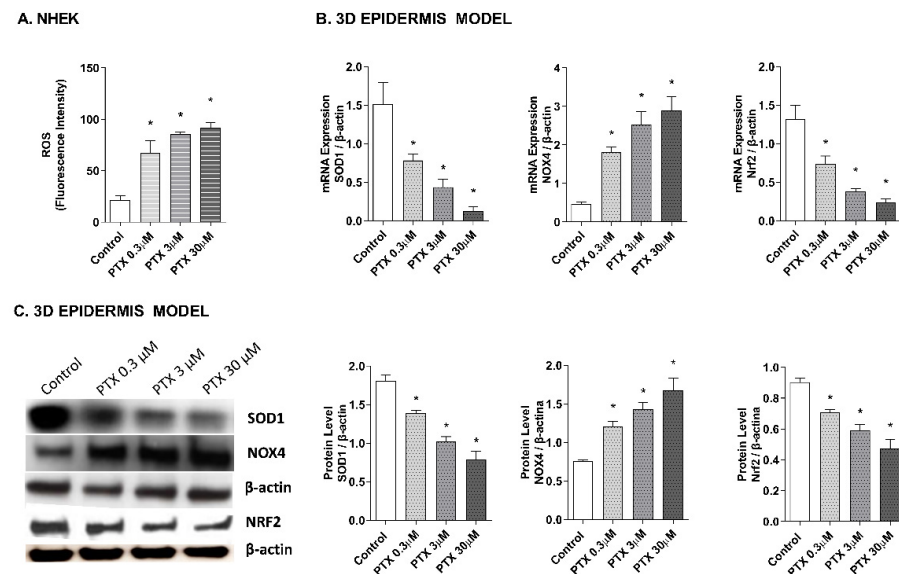 A. NHEK
B. 3D EPIDERMIS MODEL
ROS
(Fluorescence Intensity)
150
100
50
0
*
*
*
Control
PTX 0.3µM
PTX 3µM
PTX 30µM
mRNA Expression
SOD1 / β-actin
2.0
1.5
1.0
0.5
0.0
*
*
*
Control
PTX 0.3µM
PTX 3µM
PTX 30µM
mRNA Expression
NOX4 / β-actin
4
3
2
1
0
*
*
*
Control
PTX 0.3µM
PTX 3µM
PTX 30µM
mRNA Expression
Nrf2 / β-actin
2.0
1.5
1.0
0.5
0.0
*
*
*
Control
PTX 0.3µM
PTX 3µM
PTX 30µM
C. 3D EPIDERMIS MODEL
Control
PTX 0.3 µM
PTX 3 µM
PTX 30 µM
SOD1
NOX4
β-actin
NRF2
β-actin
Protein Level
SOD1 / β-actin
2.0
1.5
1.0
0.5
0.0
*
*
*
Control
PTX 0.3µM
PTX 3µM
PTX 30µM
Protein Level
NOX4 / β-actina
2.0
1.5
1.0
0.5
0.0
*
*
*
Control
PTX 0.3µM
PTX 3µM
PTX 30µM
Protein Level
Nrf2 / β-actina
1.0
0.8
0.6
0.4
0.2
0.0
*
*
*
Control
PTX 0.3µM
PTX 3µM
PTX 30µM